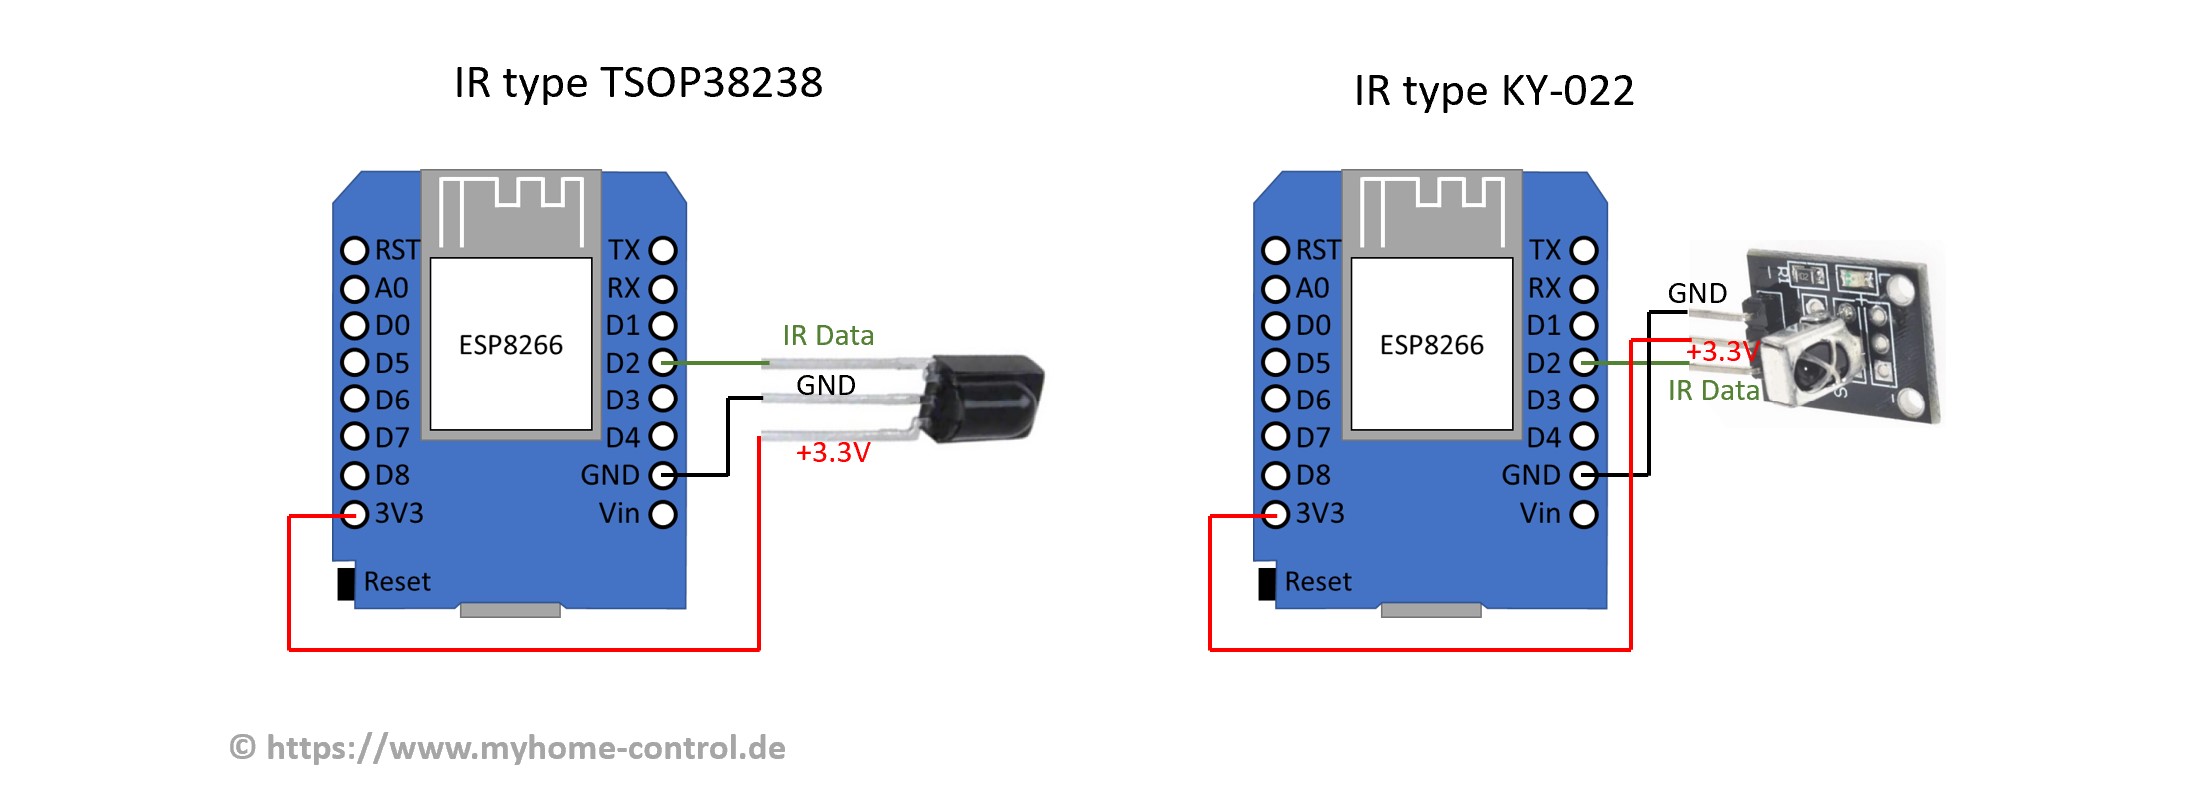 IR type TSOP38238
RST
A0
D0
D5
D6
D7
D8
3V3
Reset
ESP8266
TX
RX
D1
D2
D3
D4
GND
Vin
IR Data
GND
+3.3V
IR type KY-022
RST
A0
D0
D5
D6
D7
D8
3V3
Reset
ESP8266
TX
RX
D1
D2
D3
D4
GND
Vin
GND
+3.3V
IR Data
R1
L
S
© https://www.myhome-control.de